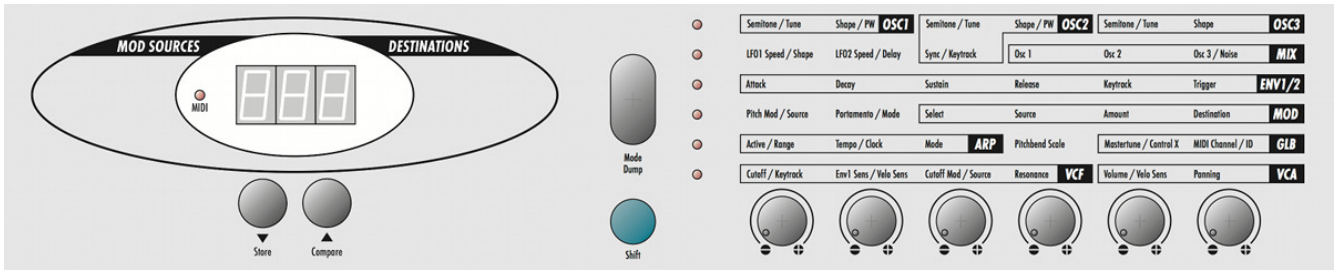 MOD SOURCES DESTINATIONS
MIDI
Store Compare
Mode
Dump
Shift
Semitone / Tune Shape / PW OSC1 Semitone / Tune Shape / PW OSC2 Semitone / Tune Shape OSC3
LFO1 Speed / Shape LFO2 Speed / Delay Sync / Keytrack Osc 1 Osc 2 Osc 3 / Noise MIX
Attack Decay Sustain Release Keytrack Trigger ENV1/2
Pitch Mod / Source Portamento / Mode Select Source Amount Destination MOD
Active / Range Tempo / Clock Mode ARP Pitchbend Scale Mastertune / Control X MIDI Channel / ID GLB
Cutoff / Keytrack Env1 Sens / Velo Sens Cutoff Mod / Source Resonance VCF Volume / Velo Sens Panning VCA